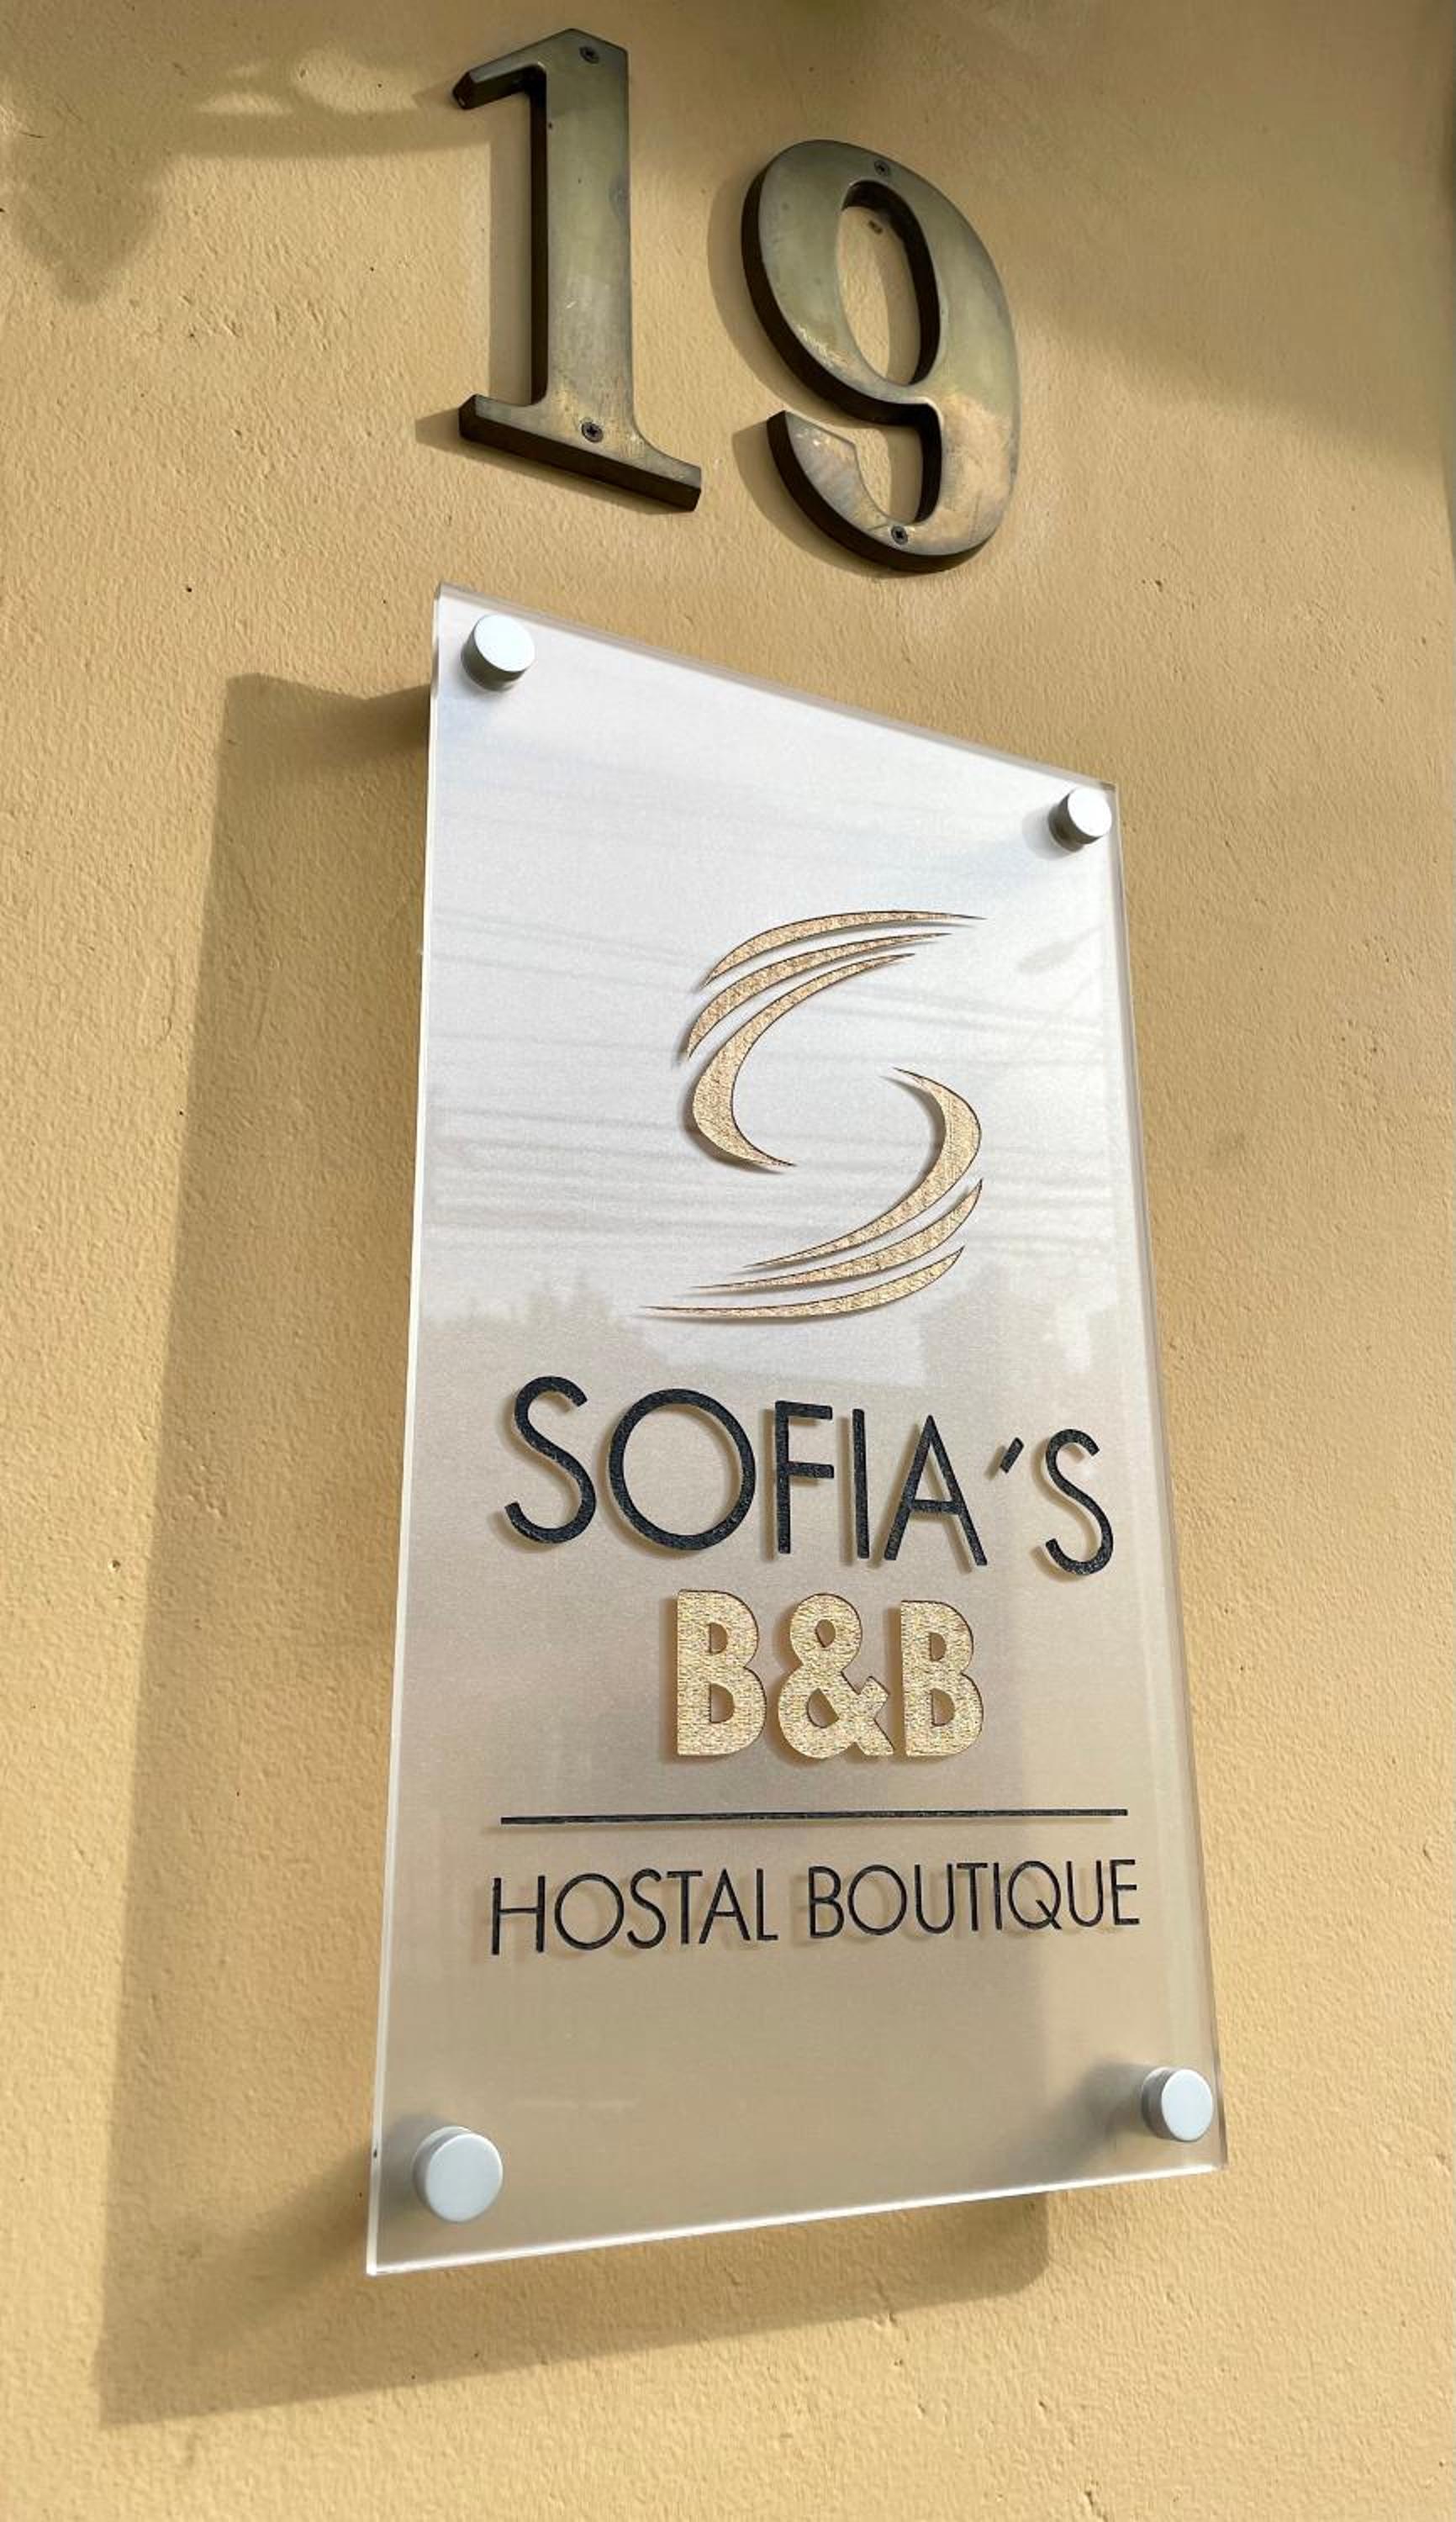 19
SOFIA´S
B&B
HOSTAL BOUTIQUE